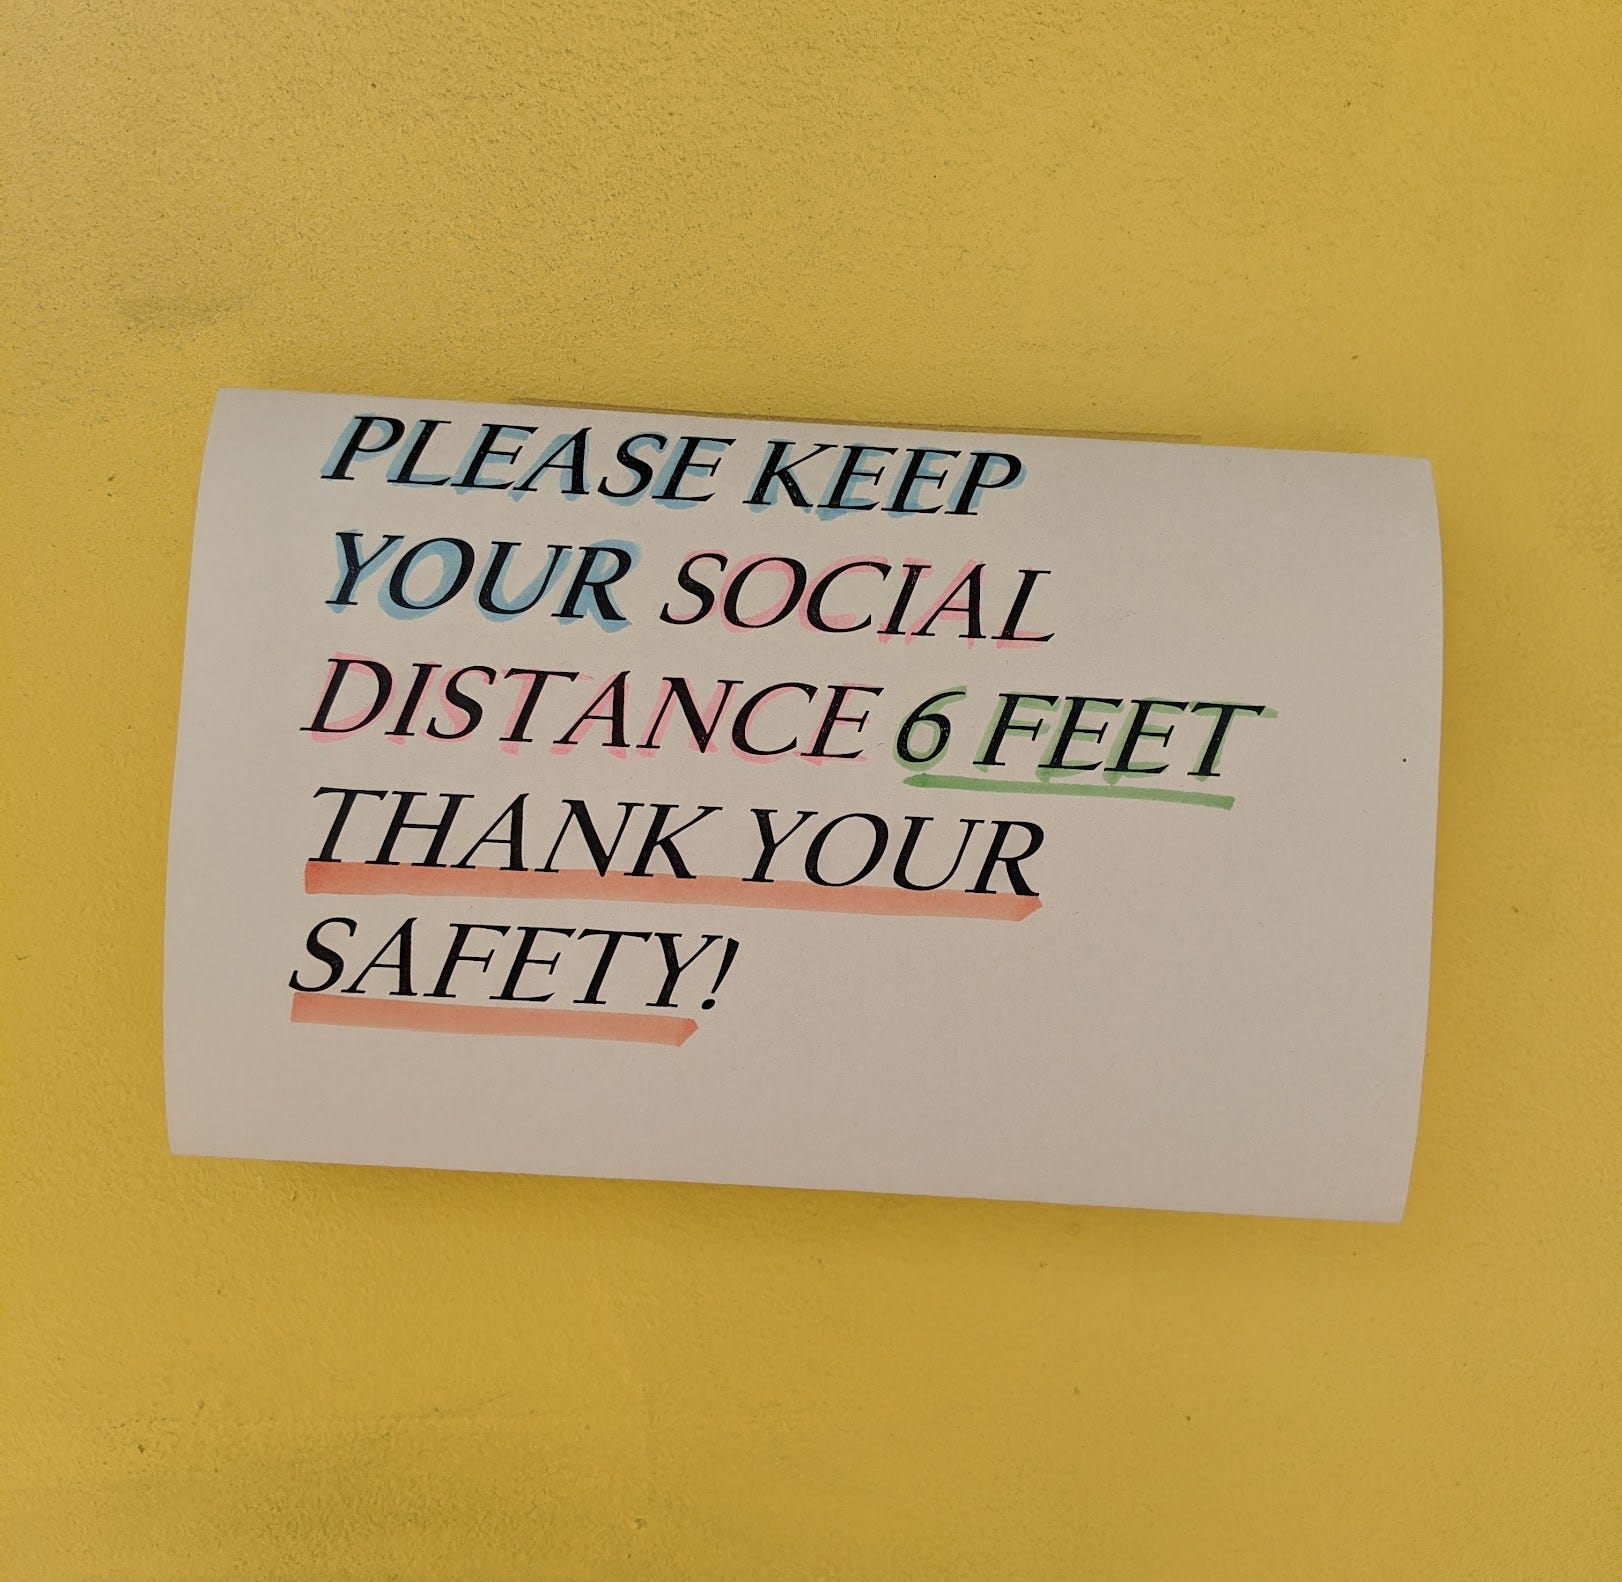 PLEASE KEEP
YOUR SOCIAL
DISTANCE 6 FEET
THANK YOUR
SAFETY!